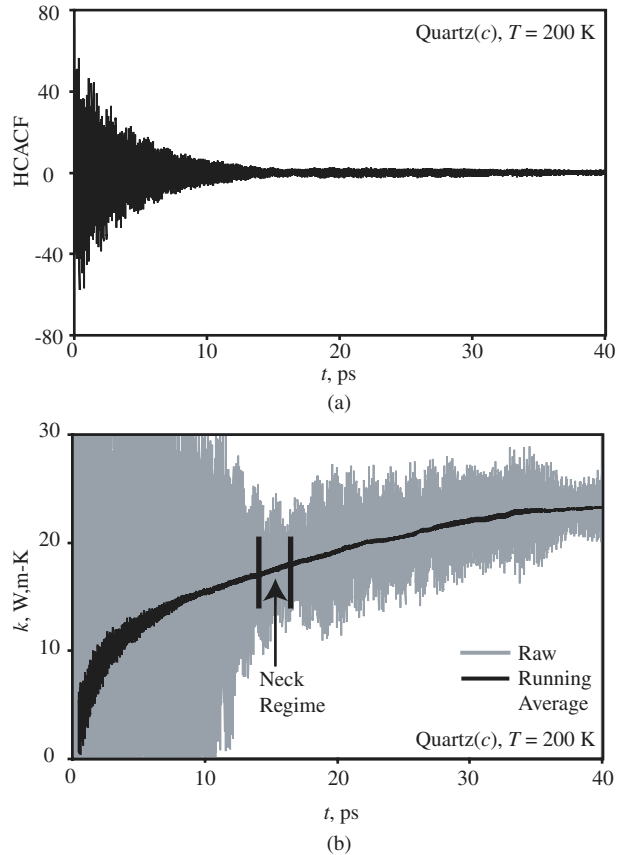 80
Quartz(c), T = 200 K
40
HCACF
0
-40
-80
0
10
20
30
40
t, ps
(a)
30
20
k, W,m-K
10
0
Neck
Regime
Raw
Running
Average
Quartz(c), T = 200 K
0
10
20
30
40
t, ps
(b)